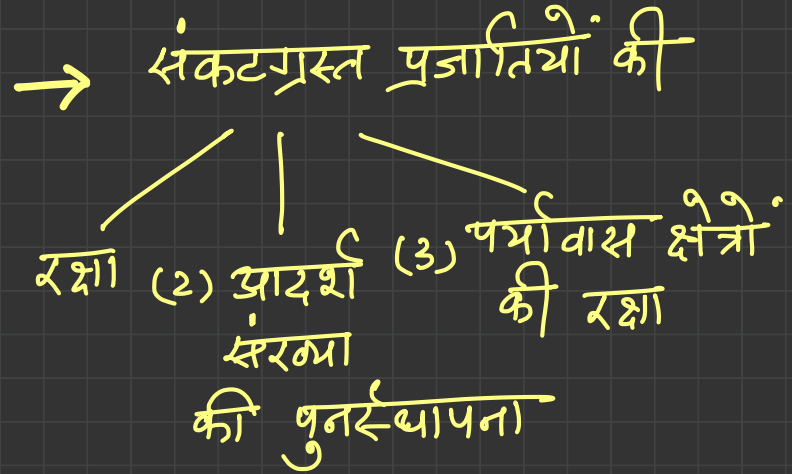 → संकटग्रस्त प्रजातियों की
रक्षा
(2) आदर्श
संख्या
की पुनर्स्थापना
(3) पर्यावास क्षेत्रों
की रक्षा